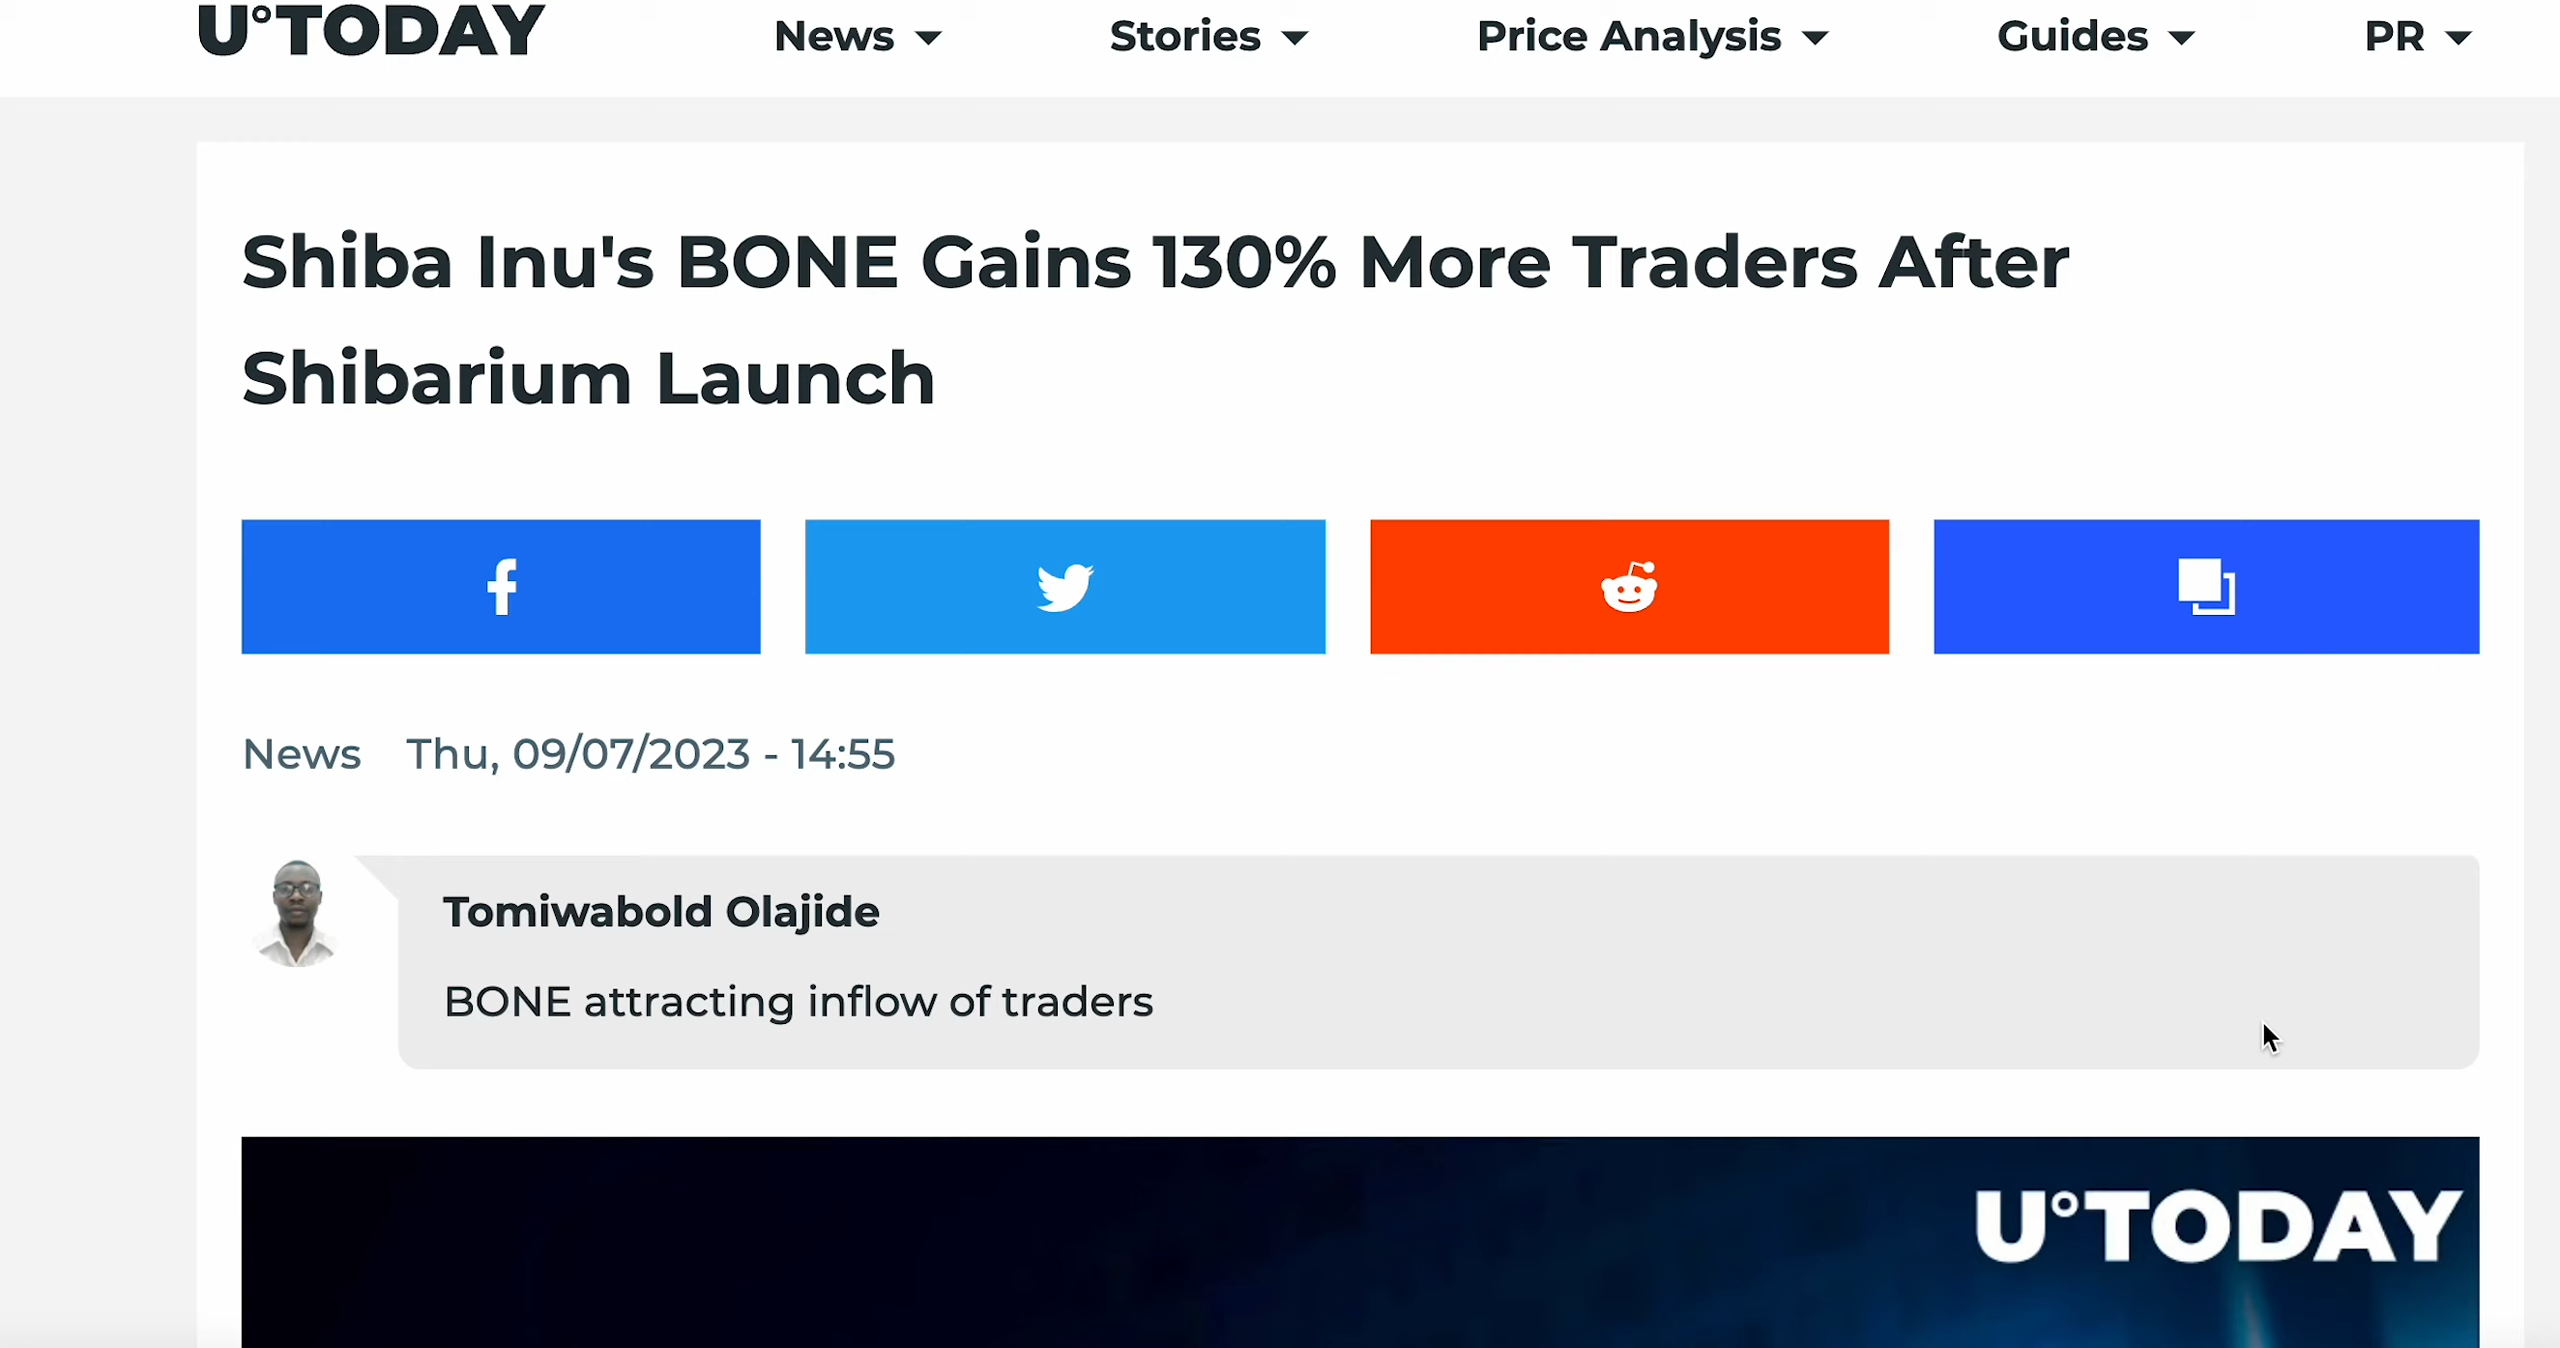 U°TODAY
News
Stories
Price Analysis
Guides
PR
Shiba Inu's BONE Gains 130% More Traders After
Shibarium Launch
News Thu, 09/07/2023 - 14:55
Tomiwabold Olajide
BONE attracting inflow of traders
U°TODAY